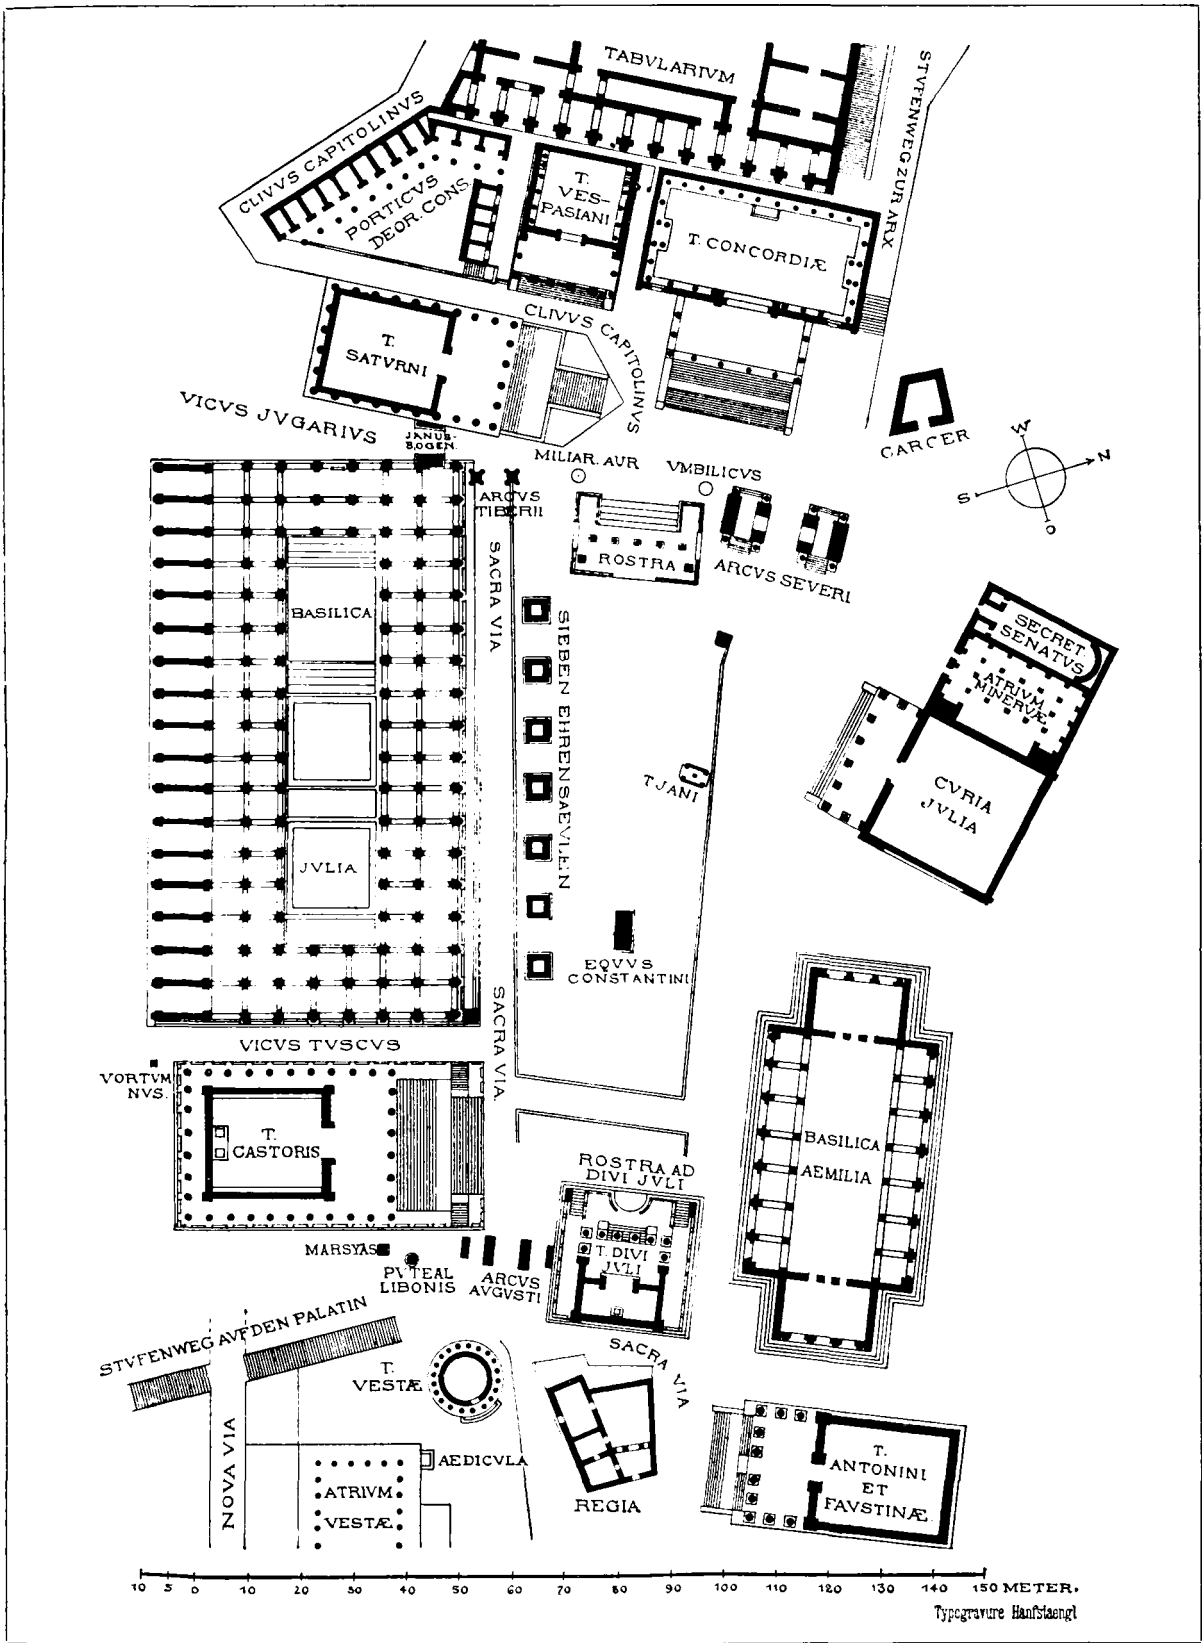 TABVLARIVM
STVFENWEG ZUR ARX
CLIVVS CAPITOLINVS
PORTICVS
DEOR. CONS.
T.
VES-
PASIANI
T. CONCORDIÆ
CLIVVS CAPITOLINVS
T.
SATVRNI
VICVS JVGARIVS
JANUS-
BOGEN.
CARCER
W
N
S
O
MILIAR. AUR
VMBILICVS
ARCVS
TIBERII
ROSTRA
ARCVS SEVERI
SACRA VIA
BASILICA
SIEBEN EHRENSAEVLEN
SECRET.
SENATVS
ATRIVM
MINERVÆ
T JANI
CVRIA
JVLIA
JVLIA
EQVVS
CONSTANTINI
SACRA VIA.
VICVS TVSCVS
VORTVM
NVS.
T.
CASTORIS
BASILICA
AEMILIA
ROSTRA AD
DIVI JVLI
T. DIVI
JVLI
MARSYAS
PVTEAL
LIBONIS
ARCVS
AVGVSTI
STVFENWEG AVF DEN PALATIN
SACRA VIA
T.
VESTÆ
NOVA VIA
AEDICVLA
ATRIVM
VESTÆ
REGIA
T.
ANTONINI
ET
FAVSTINÆ
10 5 0 10 20 30 40 50 60 70 80 90 100 110 120 130 140 150 METER.
Typogravure Hanfstaengl